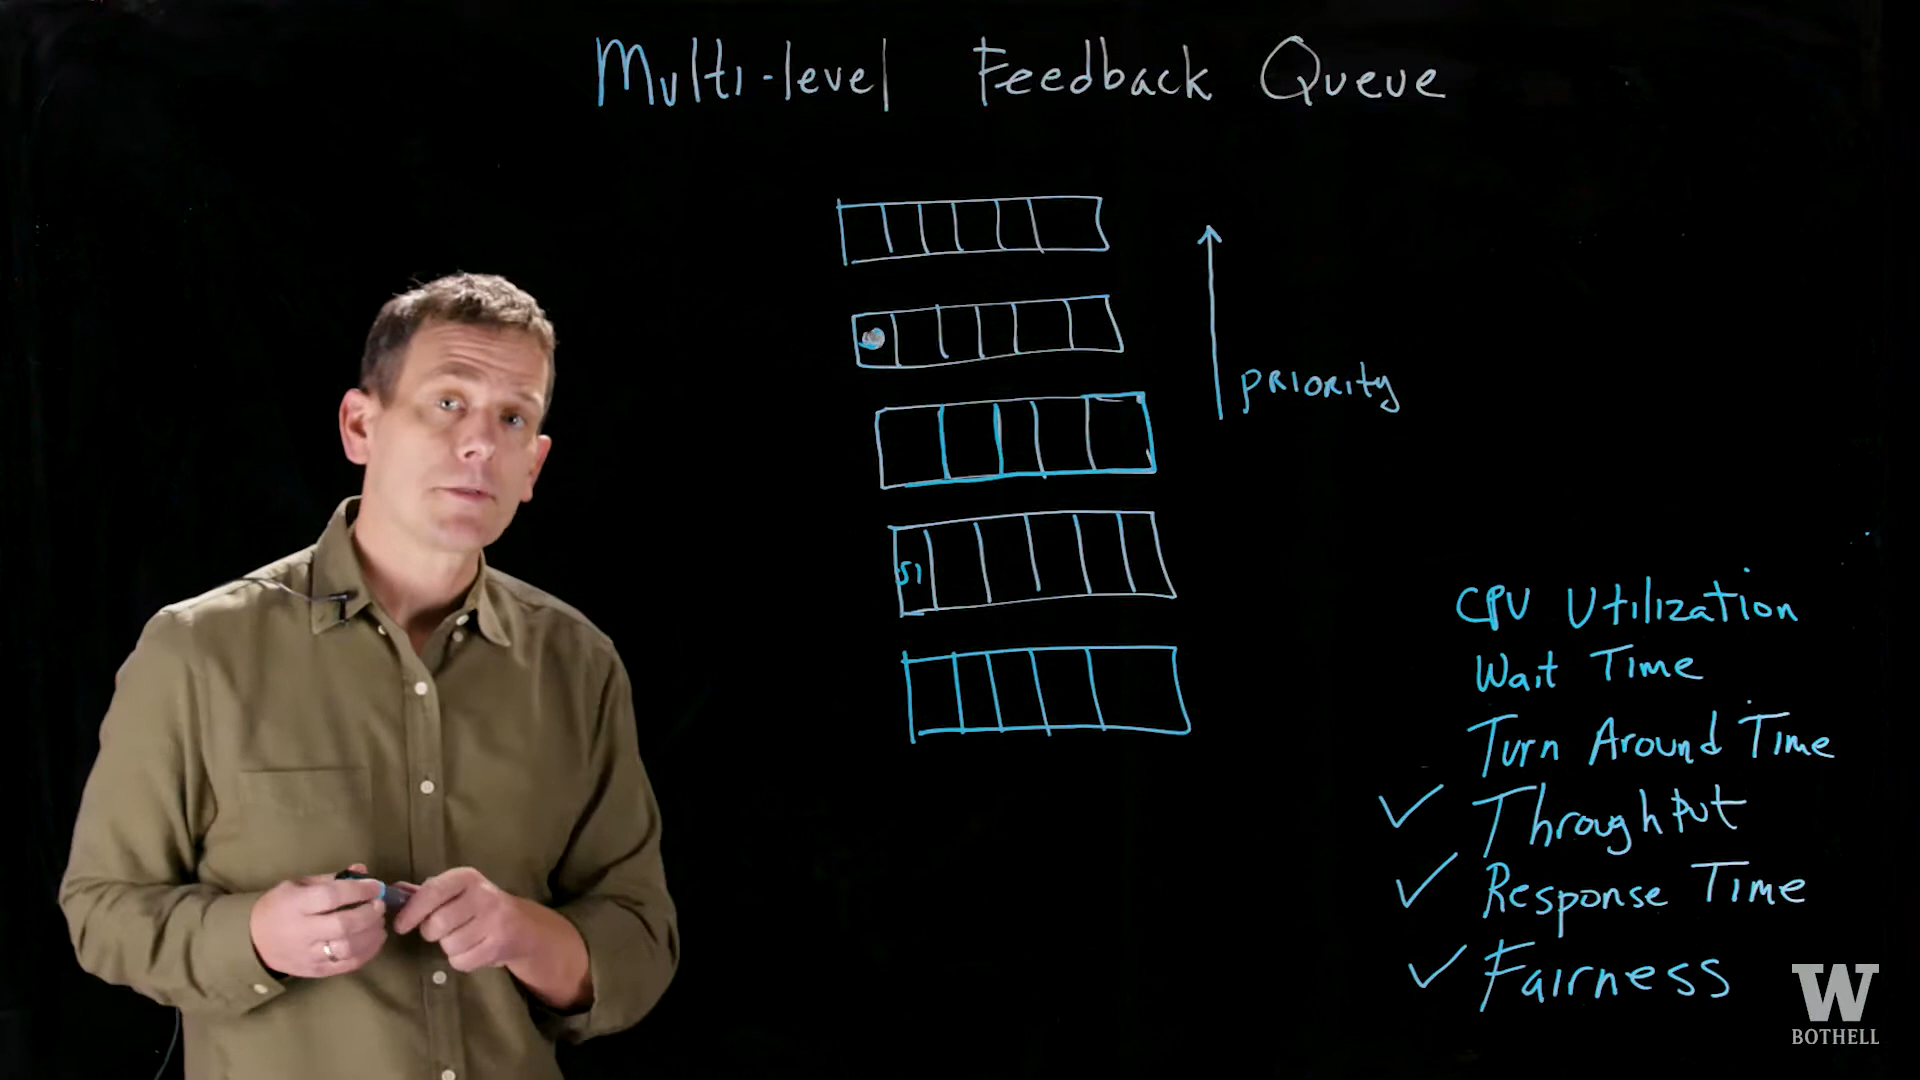 Multi-level Feedback Queue
PRIORITY
S1
CPU Utilization
Wait Time
Turn Around Time
✓ Throughput
✓ Response Time
✓ Fairness
W
BOTHELL